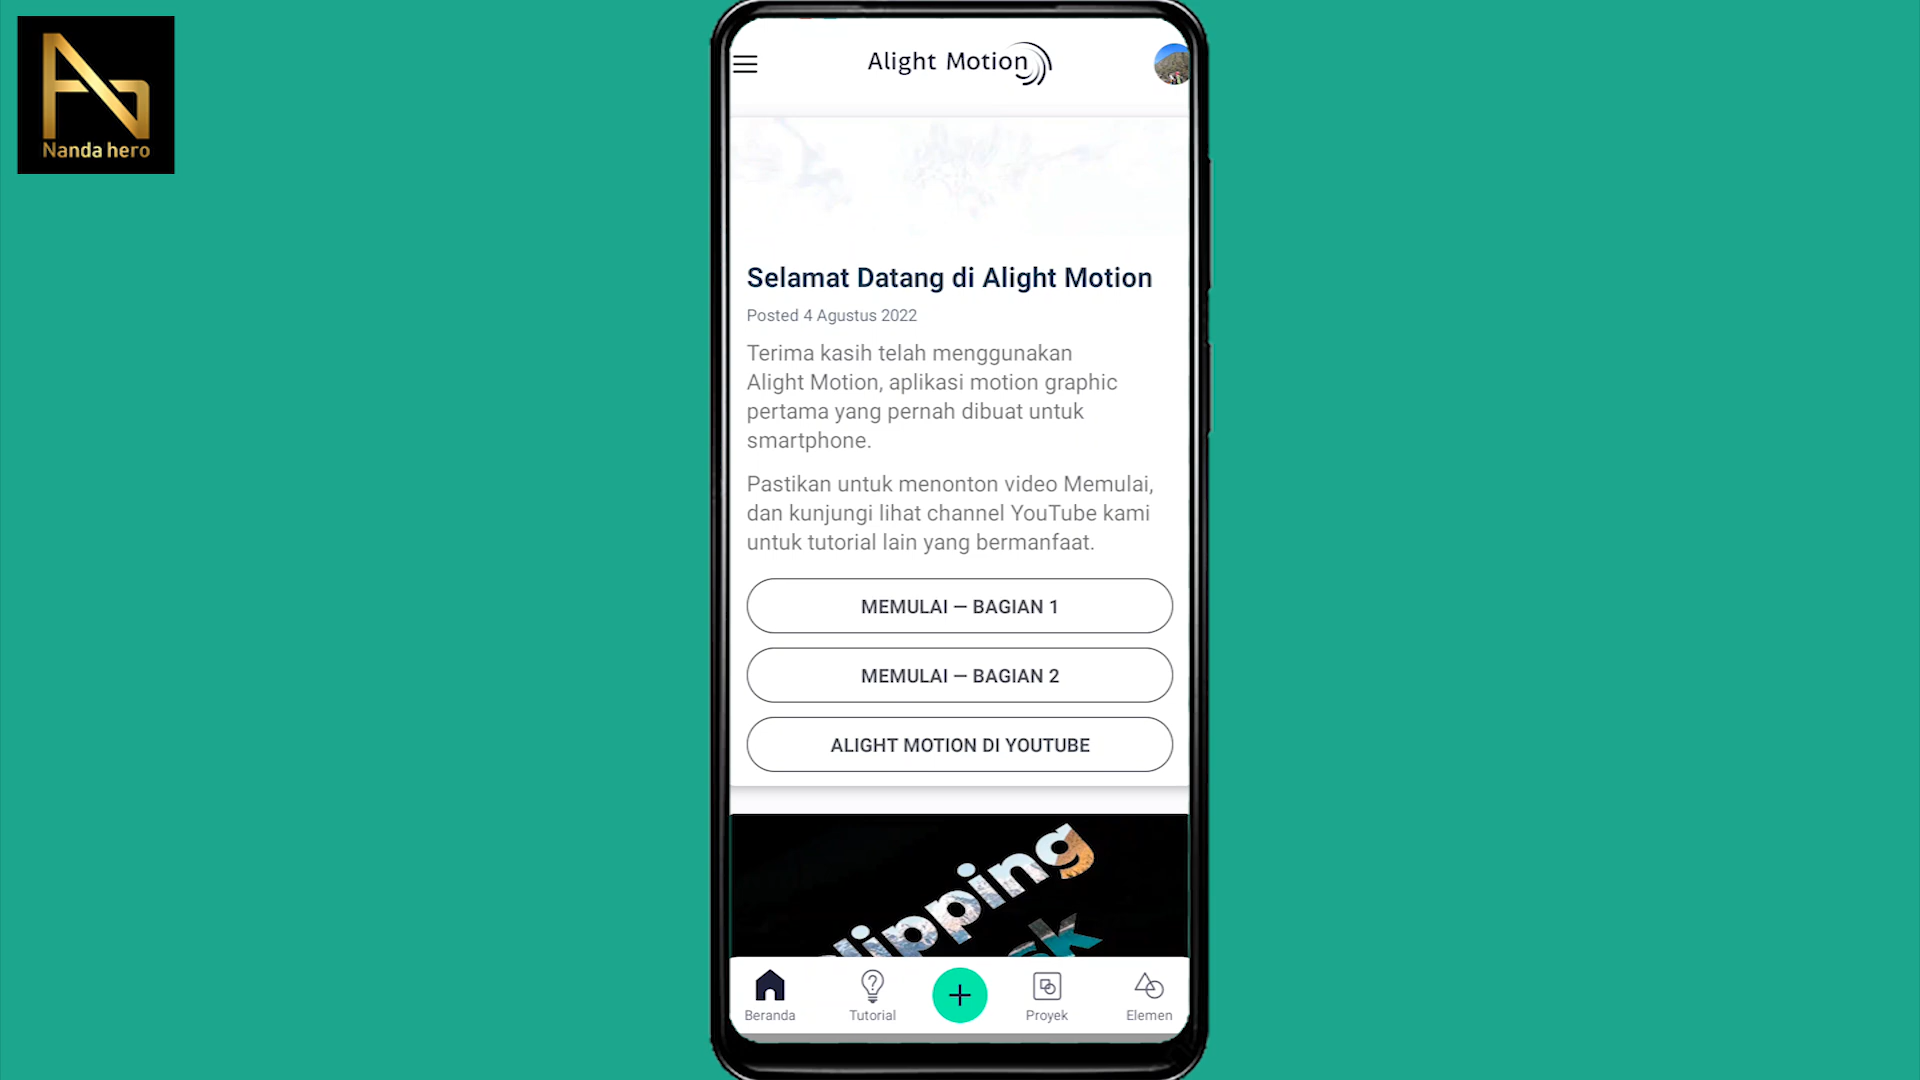 Nanda hero
Alight Motion
Selamat Datang di Alight Motion
Posted 4 Agustus 2022
Terima kasih telah menggunakan
Alight Motion, aplikasi motion graphic
pertama yang pernah dibuat untuk
smartphone.
Pastikan untuk menonton video Memulai,
dan kunjungi lihat channel YouTube kami
untuk tutorial lain yang bermanfaat.
MEMULAI — BAGIAN 1
MEMULAI — BAGIAN 2
ALIGHT MOTION DI YOUTUBE
lipping
Beranda
Tutorial
Proyek
Elemen